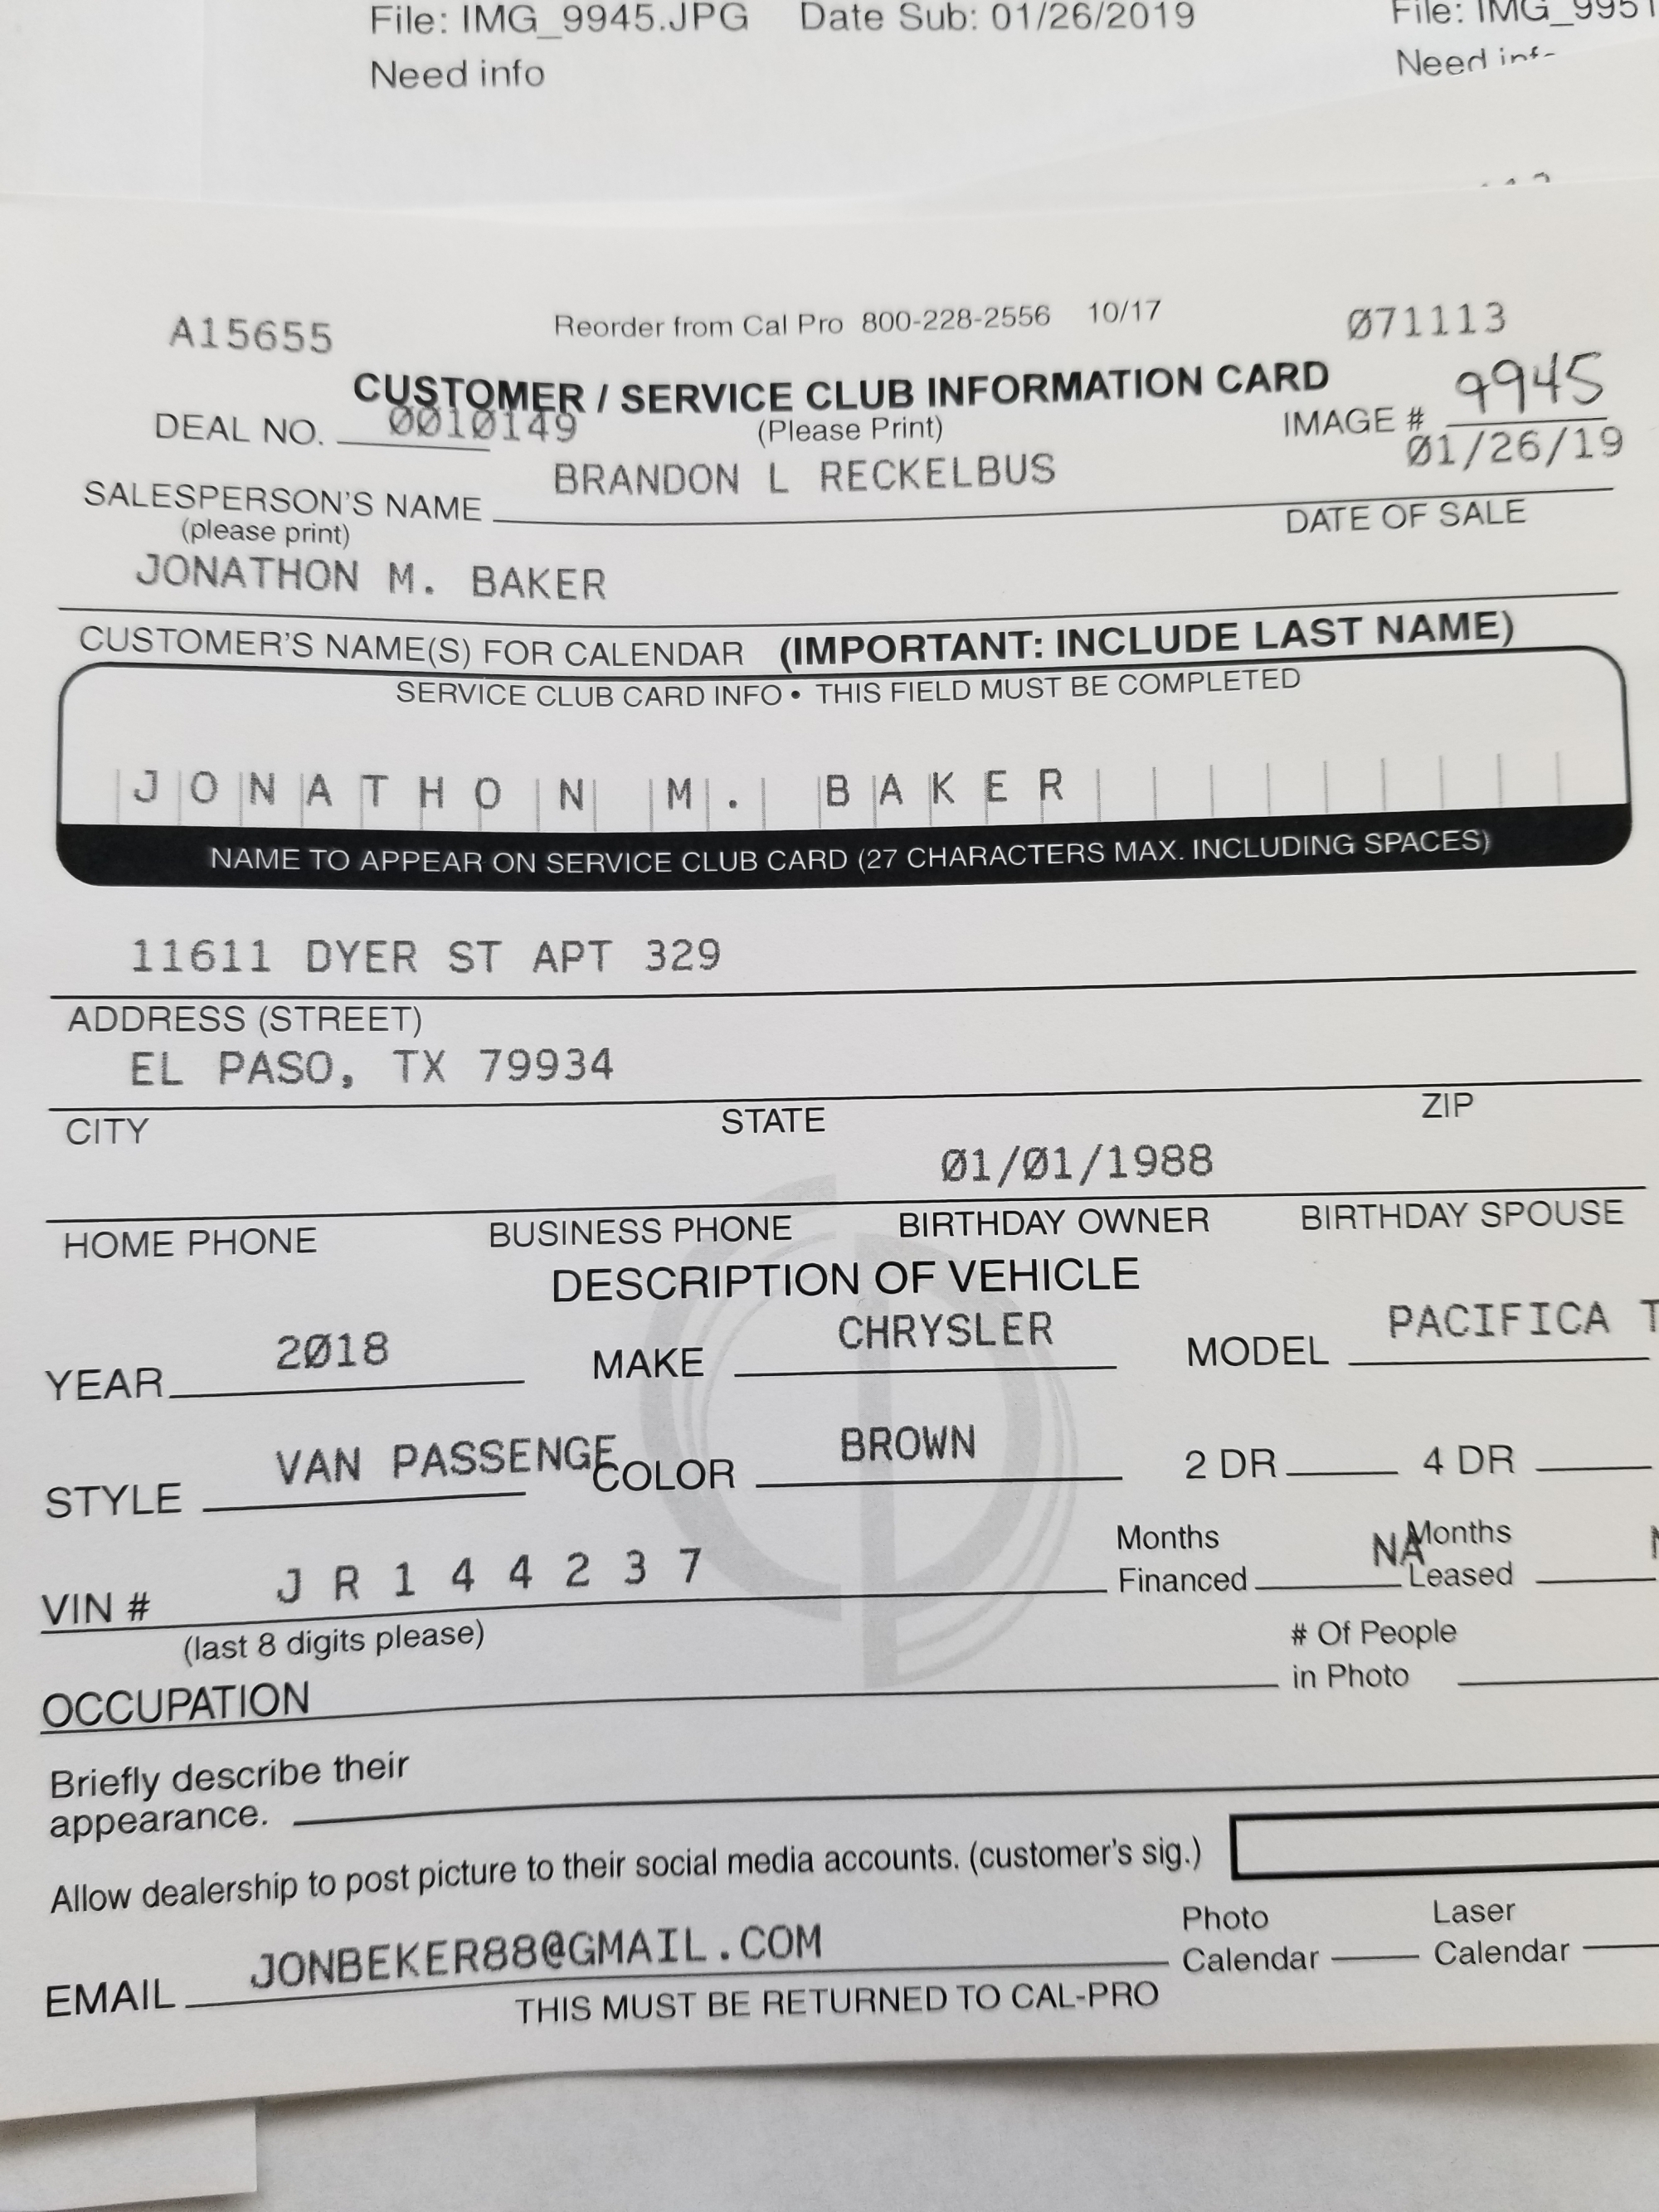 File: IMG_9945.JPG Date Sub: 01/26/2019
Need info
File: IMG_9951
Need
A15655
Reorder from Cal Pro 800-228-2556 10/17
Ø71113
CUSTOMER / SERVICE CLUB INFORMATION CARD
DEAL NO. ØØ1Ø149
(Please Print)
IMAGE # 9945
Ø1/26/19
SALESPERSON'S NAME BRANDON L RECKELBUS
(please print)
DATE OF SALE
JONATHON M. BAKER
CUSTOMER'S NAME(S) FOR CALENDAR (IMPORTANT: INCLUDE LAST NAME)
SERVICE CLUB CARD INFO • THIS FIELD MUST BE COMPLETED
JONATHON M. BAKER
NAME TO APPEAR ON SERVICE CLUB CARD (27 CHARACTERS MAX. INCLUDING SPACES)
11611 DYER ST APT 329
ADDRESS (STREET)
EL PASO, TX 79934
CITY STATE ZIP
Ø1/Ø1/1988
HOME PHONE BUSINESS PHONE BIRTHDAY OWNER BIRTHDAY SPOUSE
DESCRIPTION OF VEHICLE
YEAR 2Ø18 MAKE CHRYSLER MODEL PACIFICA T
STYLE VAN PASSENGE COLOR BROWN 2 DR 4 DR
VIN # J R 1 4 4 2 3 7
(last 8 digits please)
Months Financed NA
Months Leased
OCCUPATION
# Of People
in Photo
Briefly describe their
appearance.
Allow dealership to post picture to their social media accounts. (customer's sig.)
EMAIL JONBEKER88@GMAIL.COM
Photo Calendar
Laser Calendar
THIS MUST BE RETURNED TO CAL-PRO